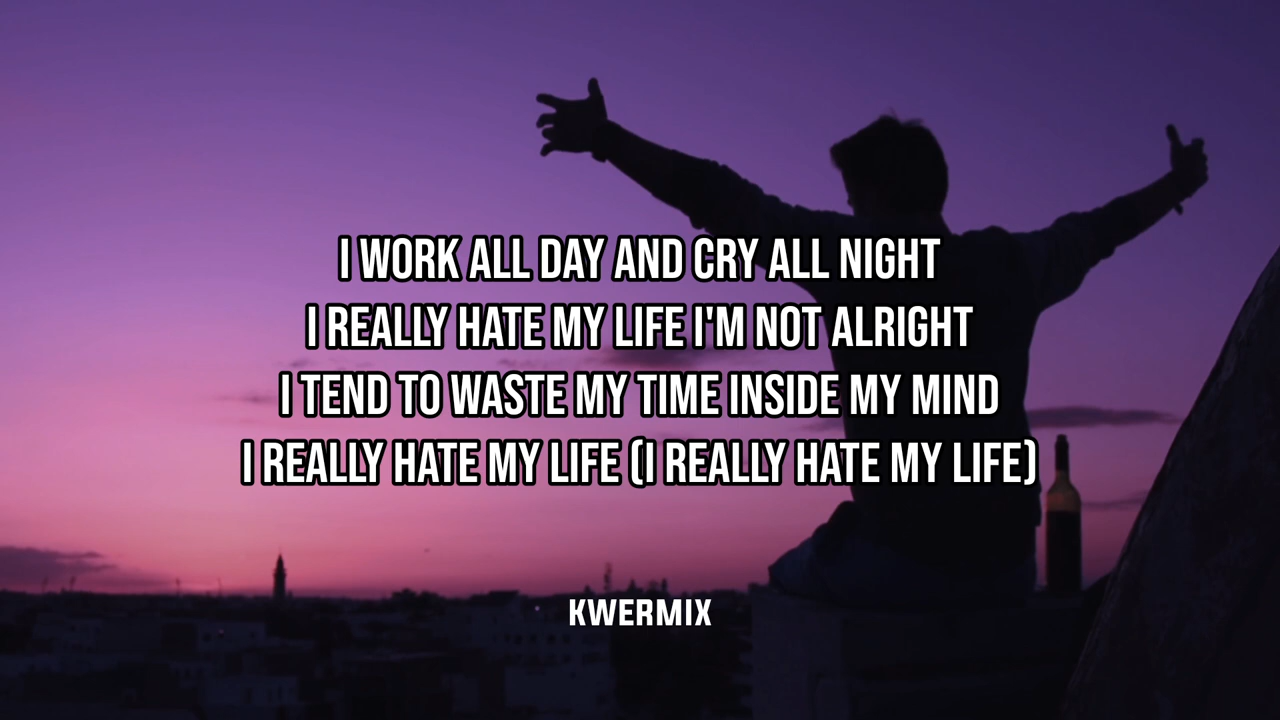 I WORK ALL DAY AND CRY ALL NIGHT
I REALLY HATE MY LIFE I'M NOT ALRIGHT
I TEND TO WASTE MY TIME INSIDE MY MIND
I REALLY HATE MY LIFE (I REALLY HATE MY LIFE)
KWERMIX